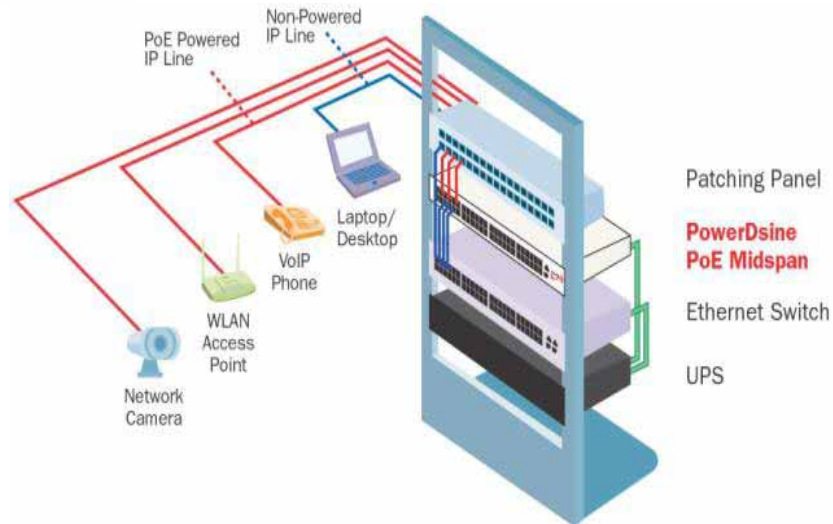 Non-Powered
IP Line
PoE Powered
IP Line
Patching Panel
PowerDsine
PoE Midspan
Ethernet Switch
UPS
Laptop/
Desktop
VoIP
Phone
WLAN
Access
Point
Network
Camera